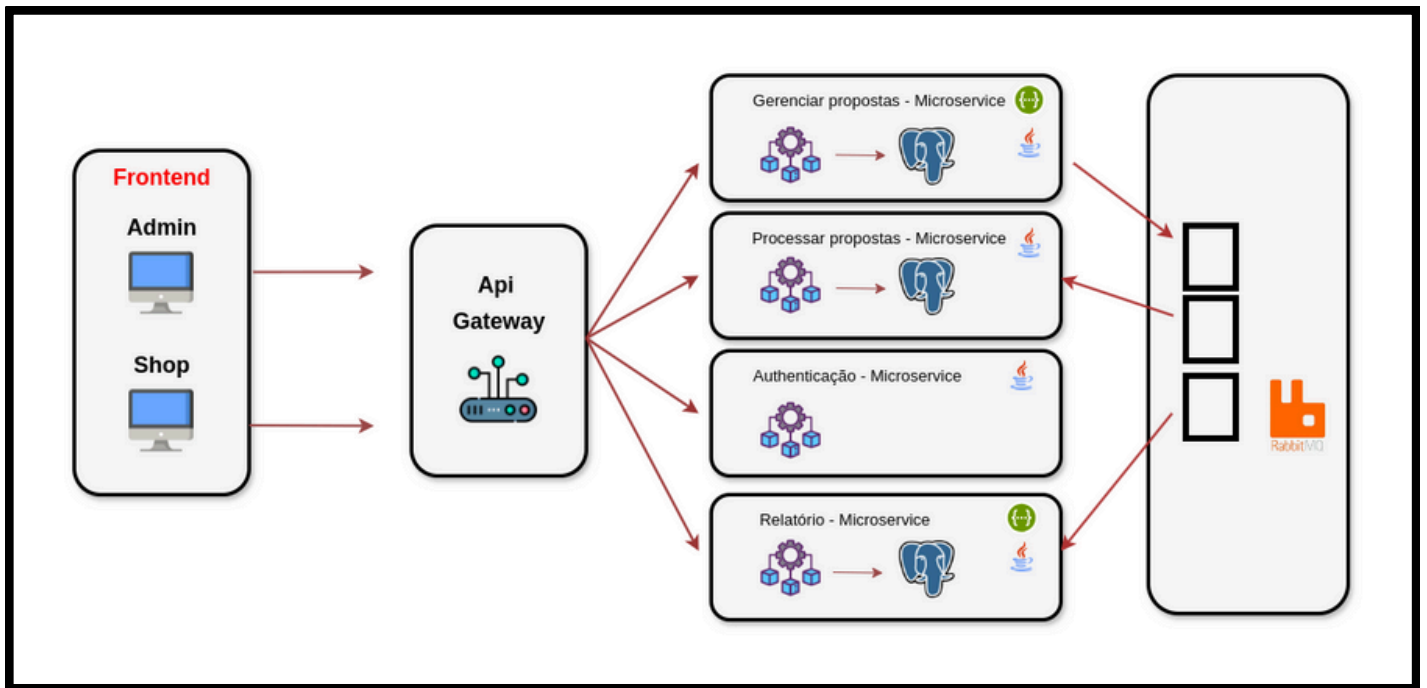 Frontend
Admin
Shop
Api
Gateway
Gerenciar propostas - Microservice
{...}
Processar propostas - Microservice
Authenticação - Microservice
Relatório - Microservice
{...}
RabbitMQ